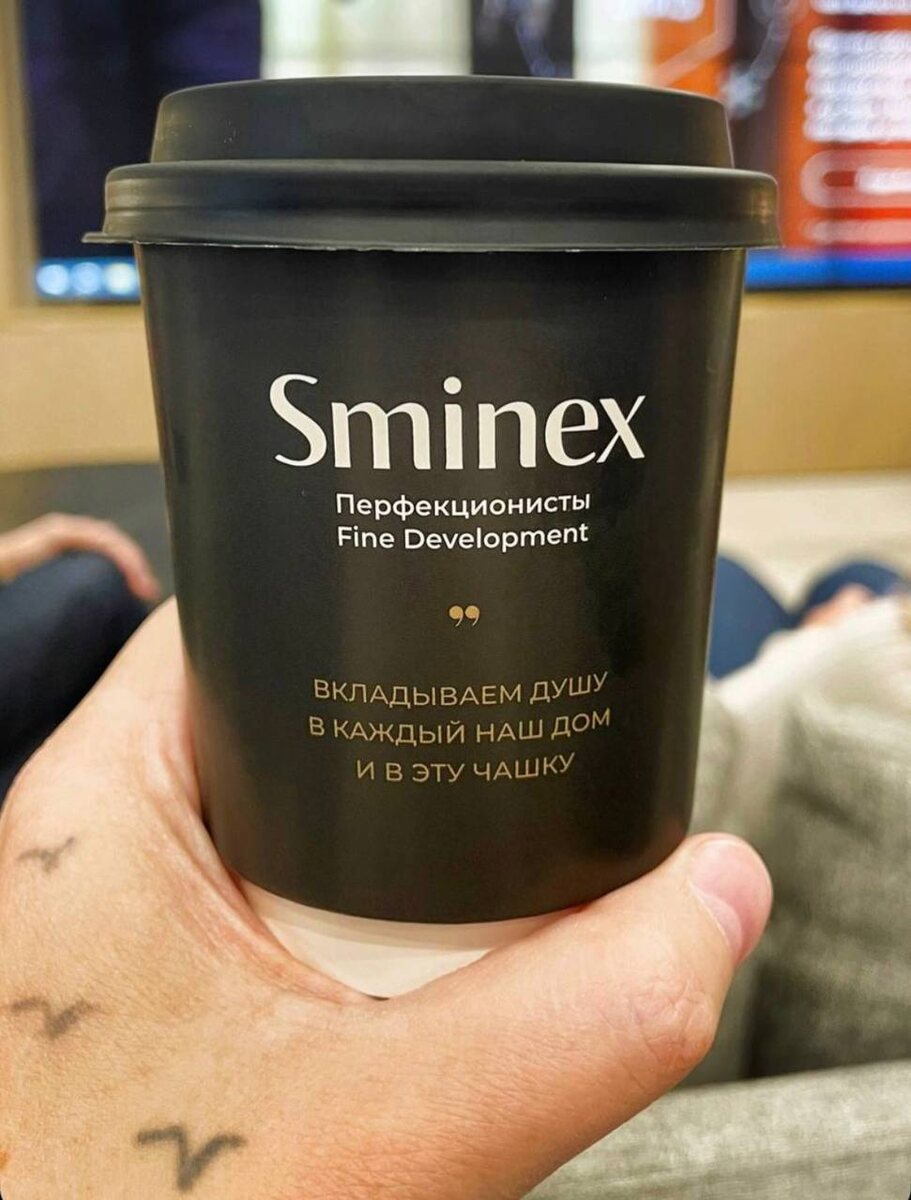 Sminex
Перфекционисты
Fine Development
”
ВКЛАДЫВАЕМ ДУШУ
В КАЖДЫЙ НАШ ДОМ
И В ЭТУ ЧАШКУ